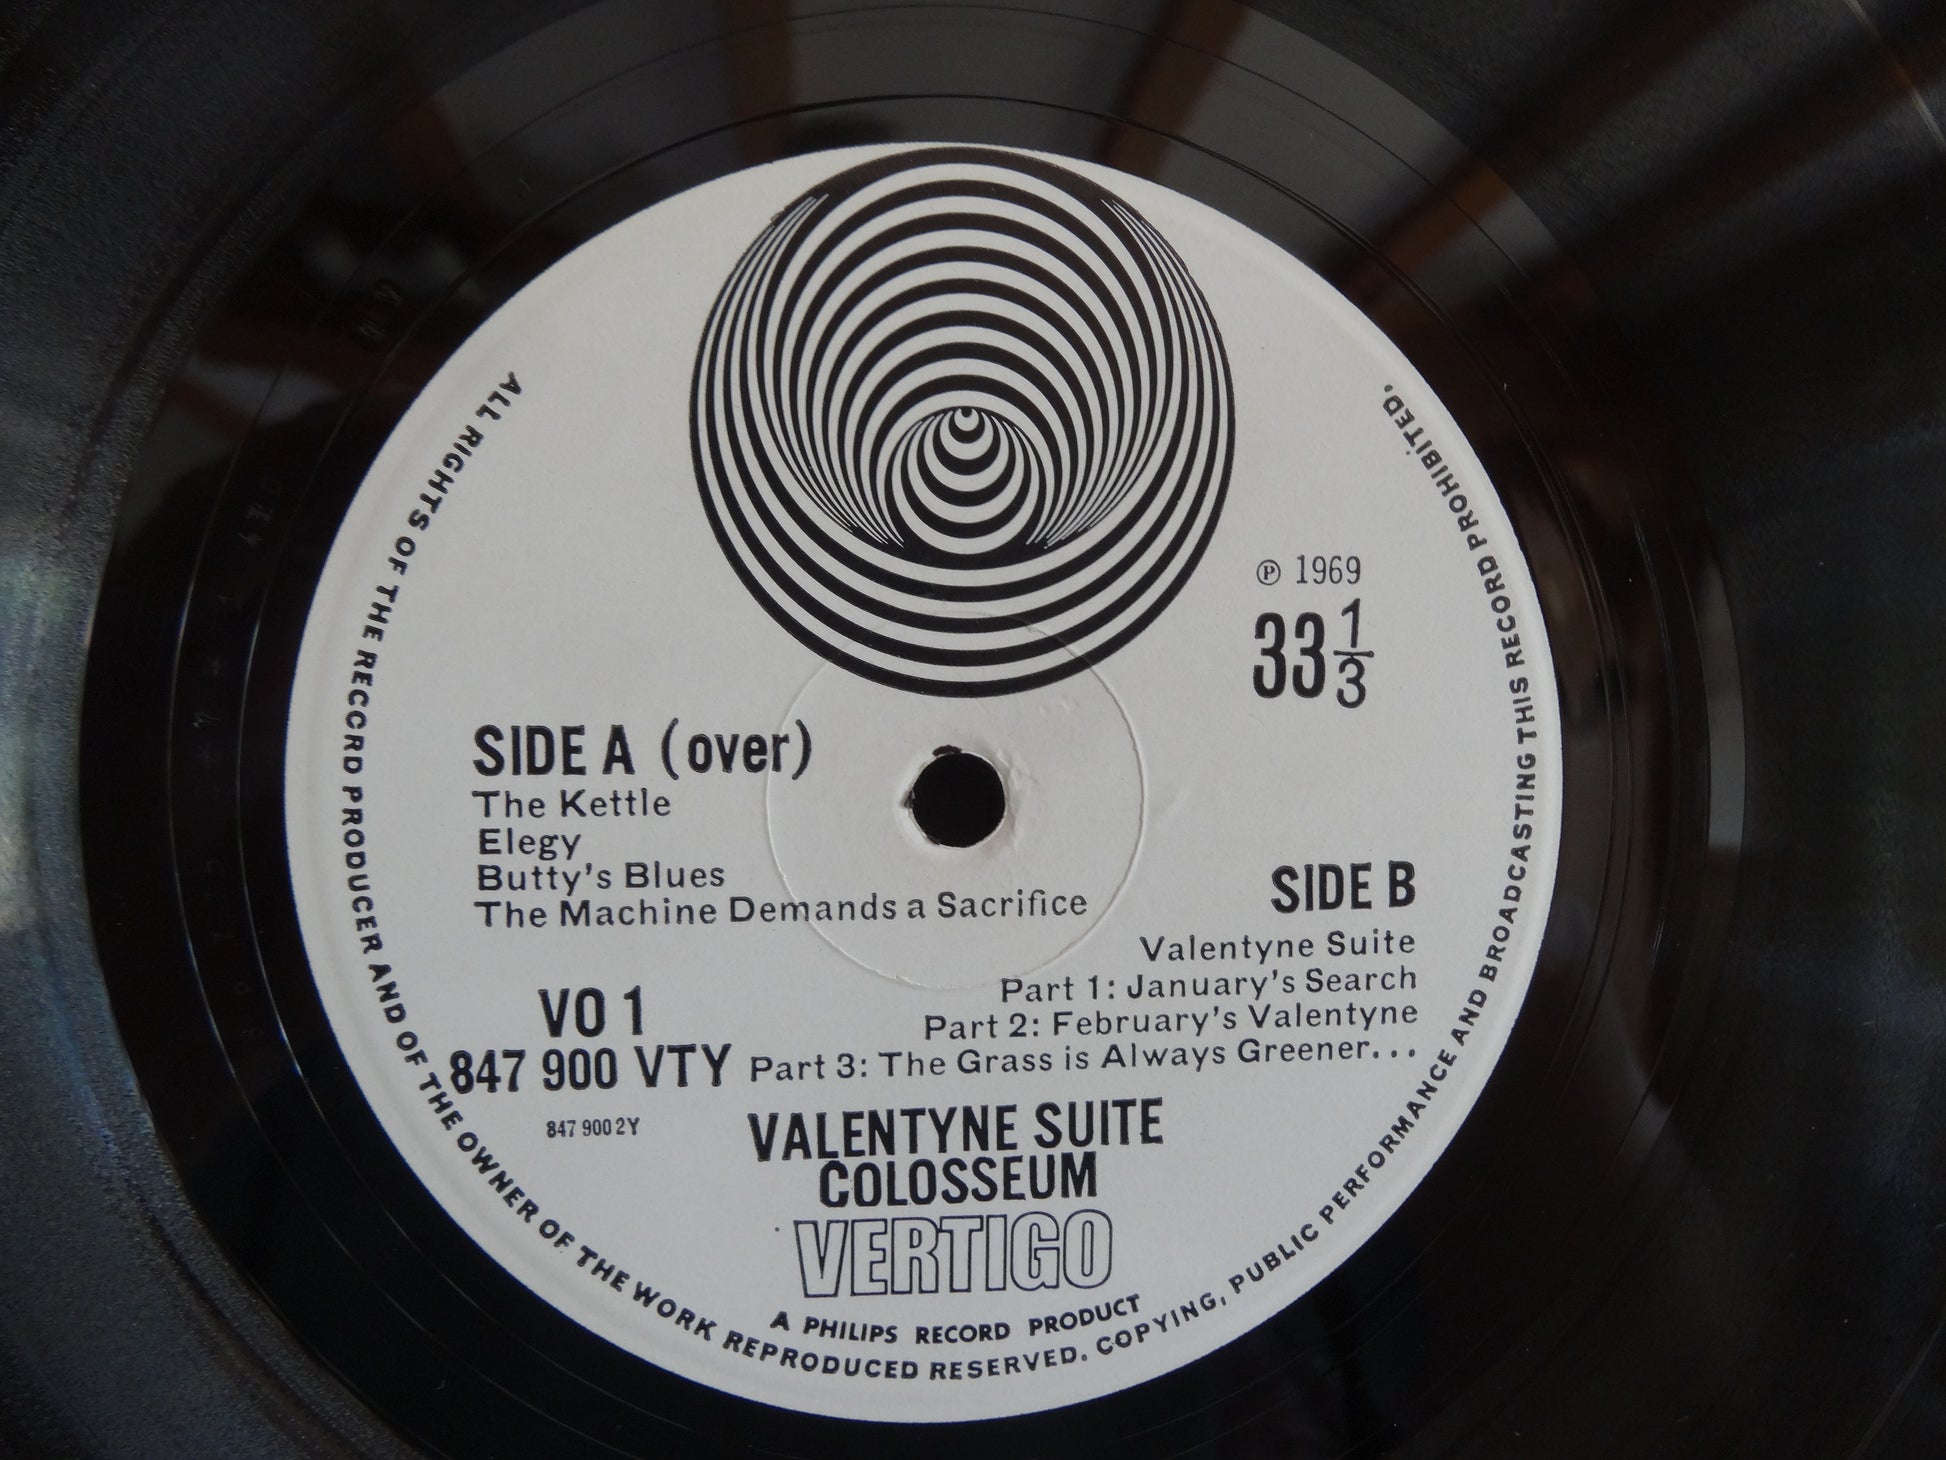 ℗ 1969
33 1/3
SIDE A (over)
The Kettle
Elegy
Butty's Blues
The Machine Demands a Sacrifice
SIDE B
Valentyne Suite
Part 1: January's Search
Part 2: February's Valentyne
Part 3: The Grass is Always Greener...
VO 1
847 900 VTY
847 900 2Y
VALENTYNE SUITE
COLOSSEUM
VERTIGO
A PHILIPS RECORD PRODUCT
ALL RIGHTS OF THE RECCRD PRODUCER AND OF THE OWNER OF THE WORK REPRODUCED RESERVED. COPYING, PUBLIC PERFORMANCE AND BROADCASTING THIS RECORD PROHIBITED.